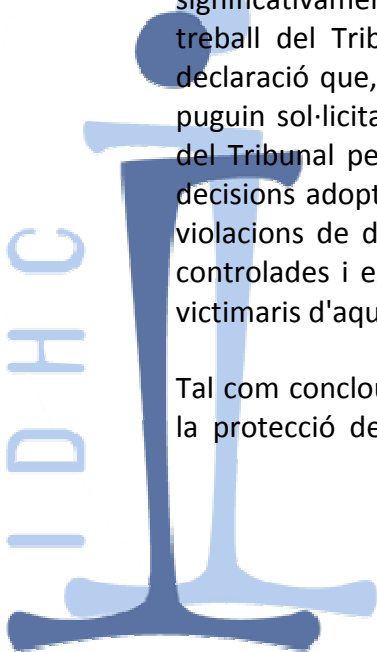 significativamen
treball del Trib
declaració que,
puguin sol·licita
del Tribunal pe
decisions adopt
violacions de d
controlades i e
victimaris d'aqu
Tal com conclou
la protecció de
I D H C